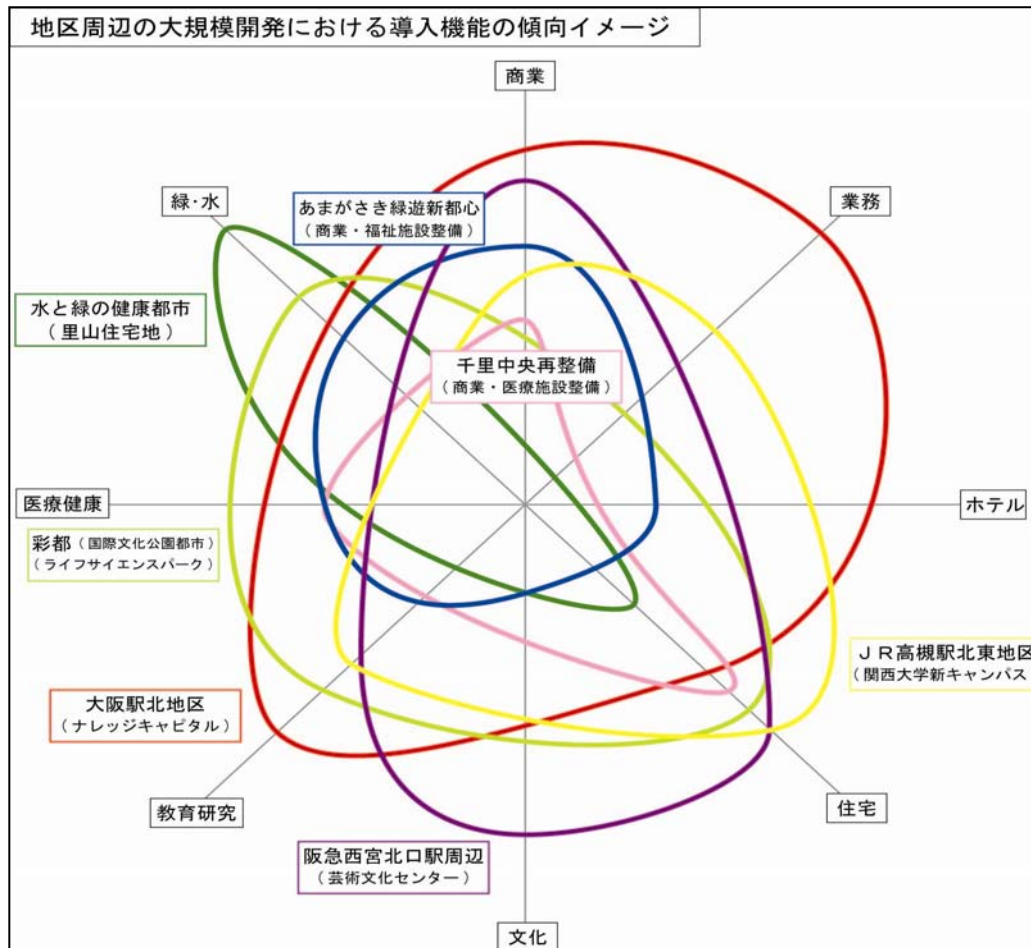 地区周辺の大規模開発における導入機能の傾向イメージ
商業
緑・水
業務
あまがさき緑遊新都心
（商業・福祉施設整備）
水と緑の健康都市
（里山住宅地）
千里中央再整備
（商業・医療施設整備）
医療健康
ホテル
彩都（国際文化公園都市）
（ライフサイエンスパーク）
ＪＲ高槻駅北東地区
（関西大学新キャンパス
大阪駅北地区
（ナレッジキャピタル）
教育研究
住宅
阪急西宮北口駅周辺
（芸術文化センター）
文化